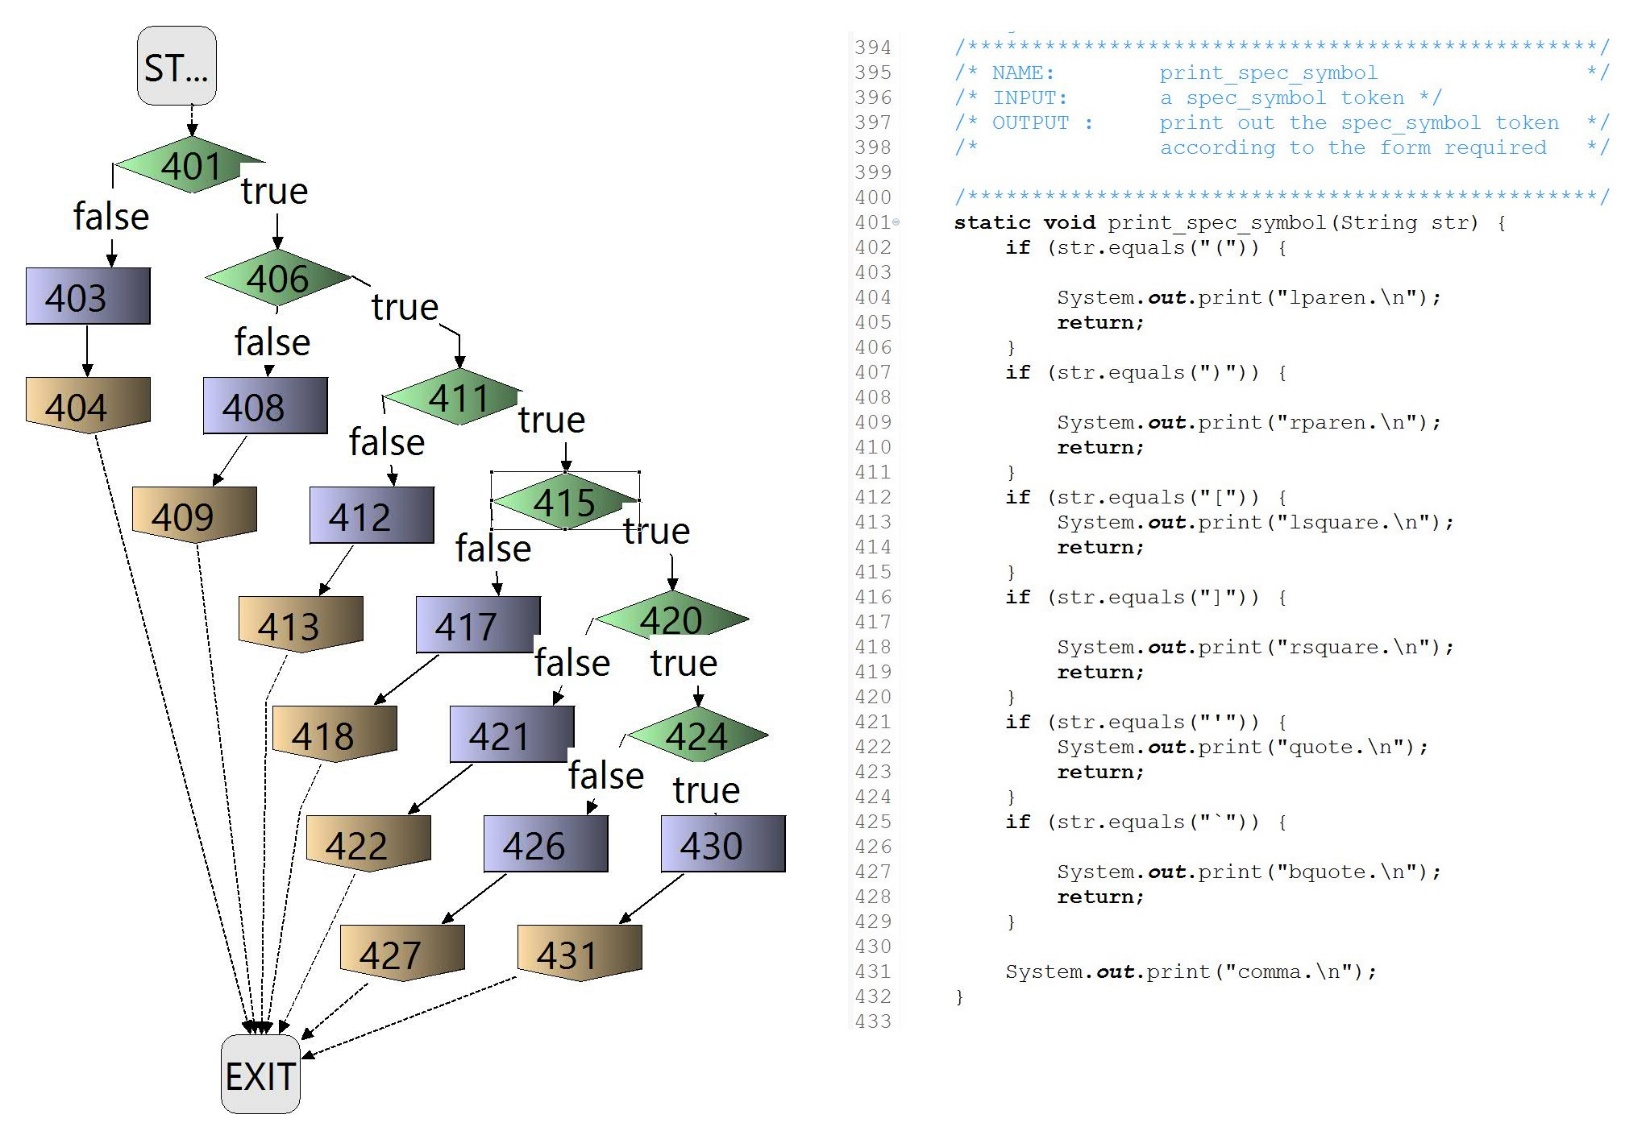 ST...
401
true
false
403
406
true
false
404
408
411
true
false
409
412
415
true
false
413
417
420
false
true
418
421
424
false
true
422
426
430
427
431
EXIT
394 /*************************************************/
395 /* NAME: print_spec_symbol */
396 /* INPUT: a spec_symbol token */
397 /* OUTPUT : print out the spec_symbol token */
398 /* according to the form required */
399
400 /*************************************************/
401 static void print_spec_symbol(String str) {
402 if (str.equals("(")) {
403
404 System.out.print("lparen.\n");
405 return;
406 }
407 if (str.equals(")")) {
408
409 System.out.print("rparen.\n");
410 return;
411 }
412 if (str.equals("[")) {
413 System.out.print("lsquare.\n");
414 return;
415 }
416 if (str.equals("]")) {
417
418 System.out.print("rsquare.\n");
419 return;
420 }
421 if (str.equals("'")) {
422 System.out.print("quote.\n");
423 return;
424 }
425 if (str.equals("`")) {
426
427 System.out.print("bquote.\n");
428 return;
429 }
430
431 System.out.print("comma.\n");
432 }
433